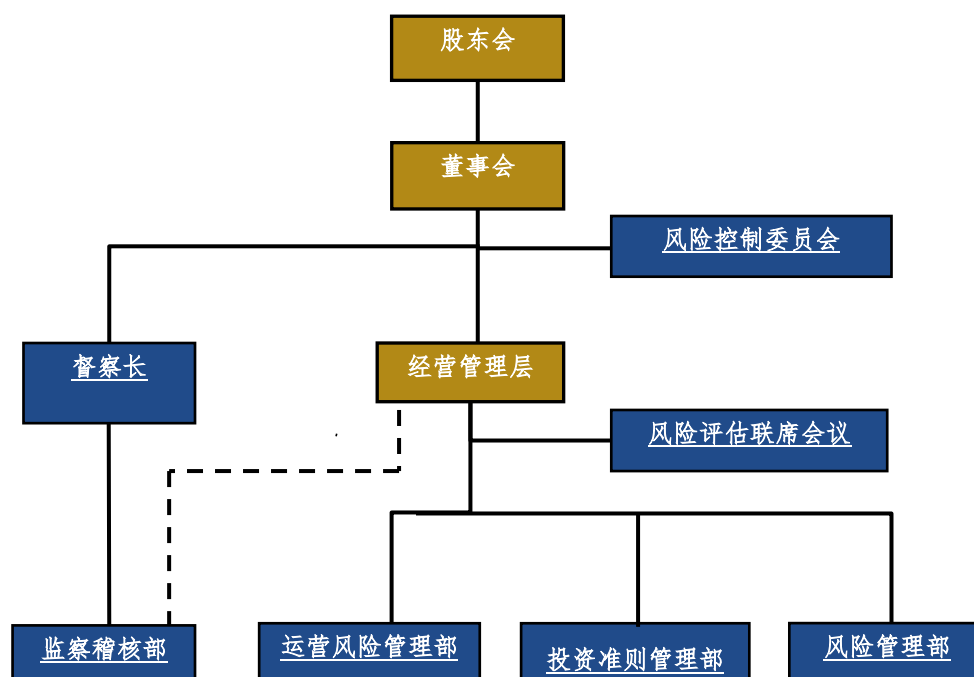 股东会
董事会
风险控制委员会
督察长
经营管理层
风险评估联席会议
监察稽核部
运营风险管理部
投资准则管理部
风险管理部